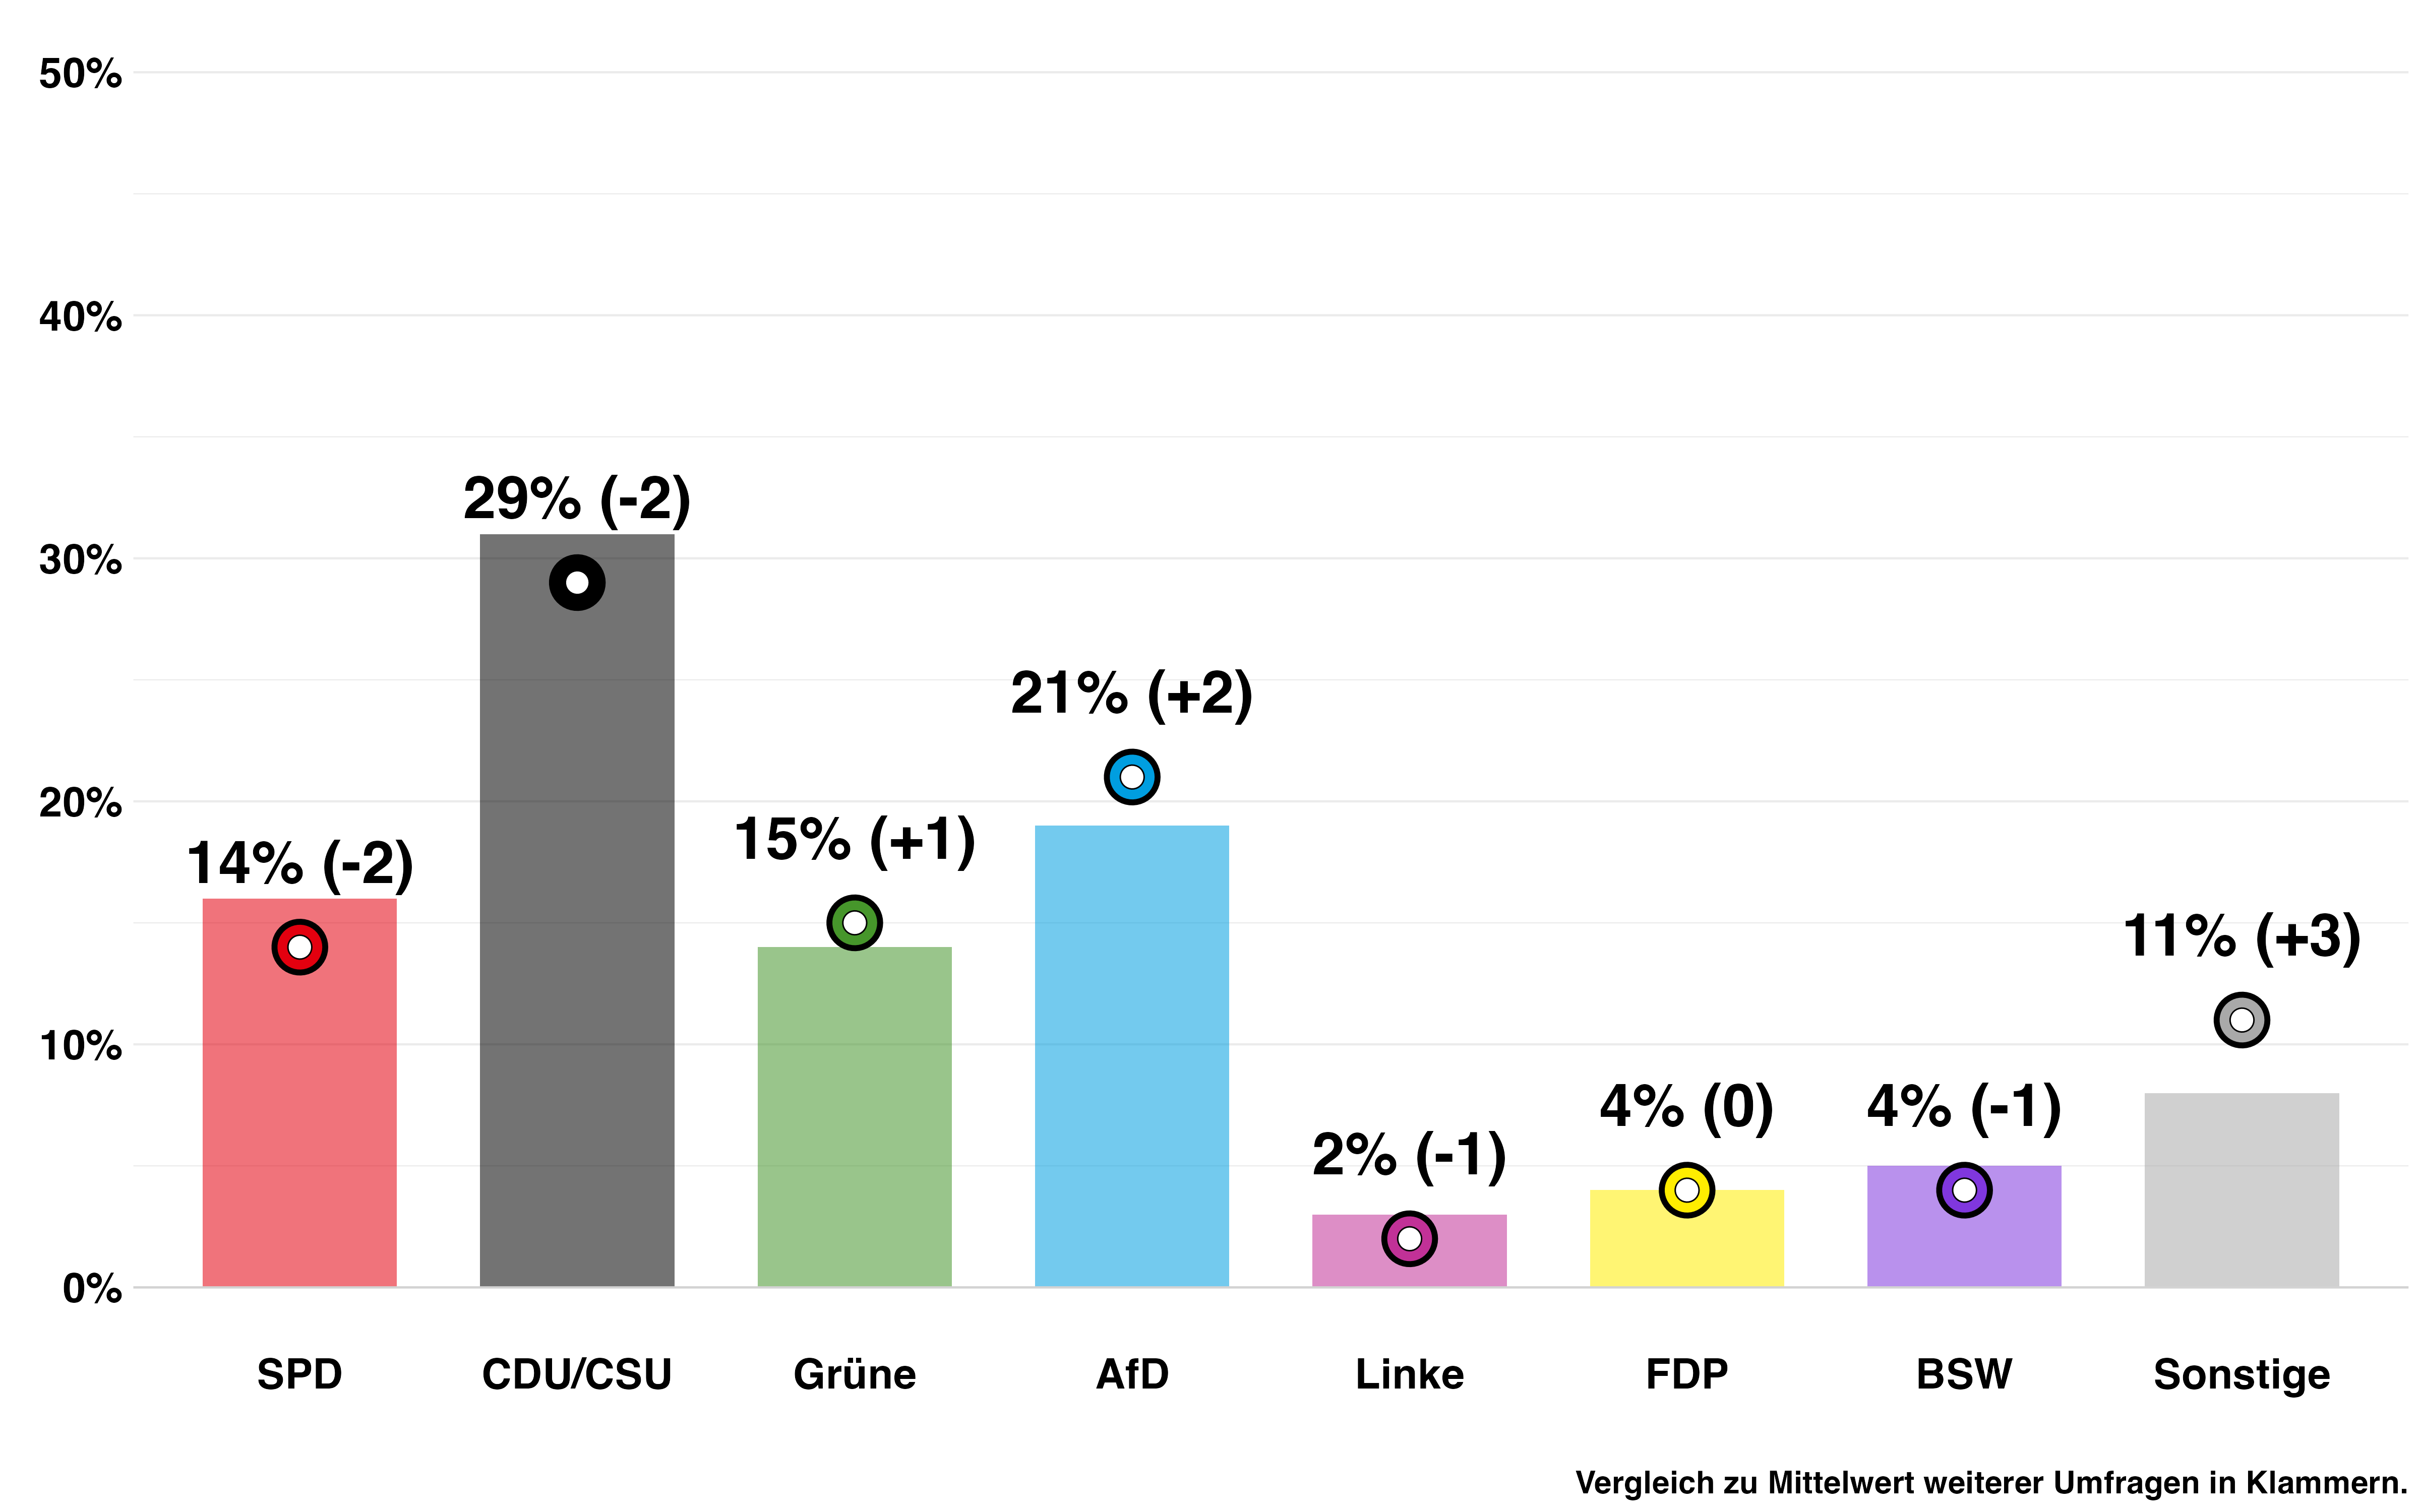 50%
40%
30%
20%
10%
0%
14% (-2)
29% (-2)
15% (+1)
21% (+2)
2% (-1)
4% (0)
4% (-1)
11% (+3)
SPD
CDU/CSU
Grüne
AfD
Linke
FDP
BSW
Sonstige
Vergleich zu Mittelwert weiterer Umfragen in Klammern.